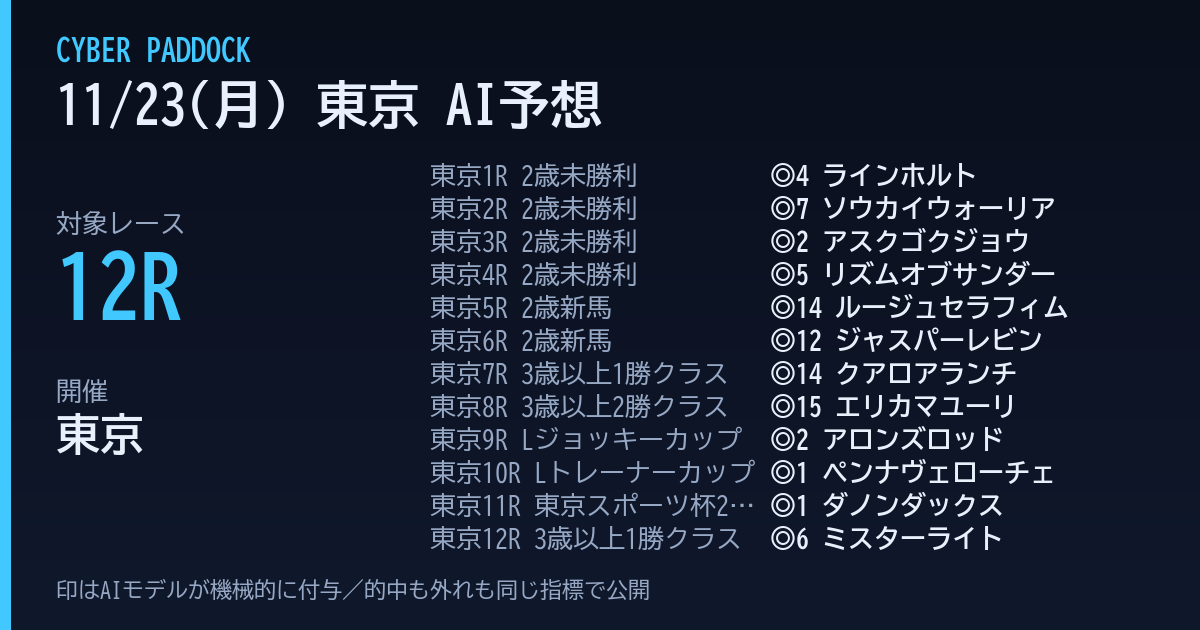 CYBER PADDOCK
11/23(月) 東京 AI予想
対象レース
12R
開催
東京
東京1R 2歳未勝利 ◎4 ラインホルト
東京2R 2歳未勝利 ◎7 ソウカイウォーリア
東京3R 2歳未勝利 ◎2 アスクゴクジョウ
東京4R 2歳未勝利 ◎5 リズムオブサンダー
東京5R 2歳新馬 ◎14 ルージュセラフィム
東京6R 2歳新馬 ◎12 ジャスパーレビン
東京7R 3歳以上1勝クラス ◎14 クアロアランチ
東京8R 3歳以上2勝クラス ◎15 エリカマユーリ
東京9R Lジョッキーカップ ◎2 アロンズロッド
東京10R Lトレーナーカップ ◎1 ペンナヴェローチェ
東京11R 東京スポーツ杯2… ◎1 ダノンダックス
東京12R 3歳以上1勝クラス ◎6 ミスターライト
印はAIモデルが機械的に付与／的中も外れも同じ指標で公開